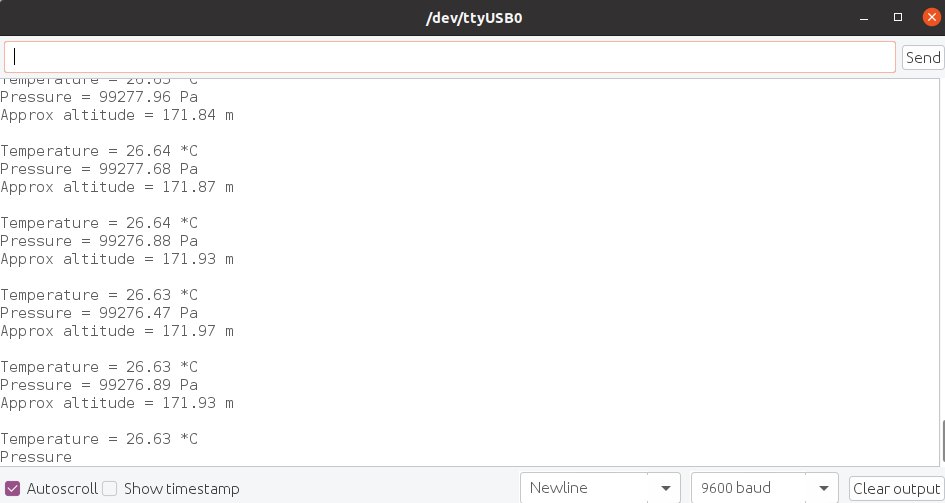 /dev/ttyUSB0
Send
Temperature = 26.63 *C
Pressure = 99277.96 Pa
Approx altitude = 171.84 m
Temperature = 26.64 *C
Pressure = 99277.68 Pa
Approx altitude = 171.87 m
Temperature = 26.64 *C
Pressure = 99276.88 Pa
Approx altitude = 171.93 m
Temperature = 26.63 *C
Pressure = 99276.47 Pa
Approx altitude = 171.97 m
Temperature = 26.63 *C
Pressure = 99276.89 Pa
Approx altitude = 171.93 m
Temperature = 26.63 *C
Pressure
Autoscroll Show timestamp Newline 9600 baud Clear output